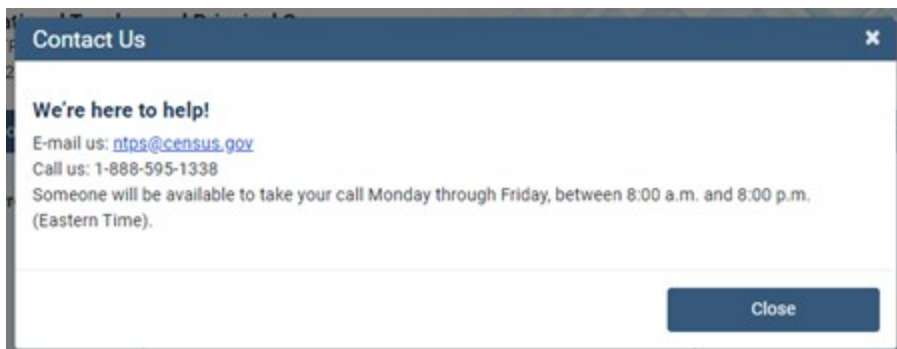 Contact Us
We're here to help!
E-mail us: ntps@census.gov
Call us: 1-888-595-1338
Someone will be available to take your call Monday through Friday, between 8:00 a.m. and 8:00 p.m.
(Eastern Time).
Close